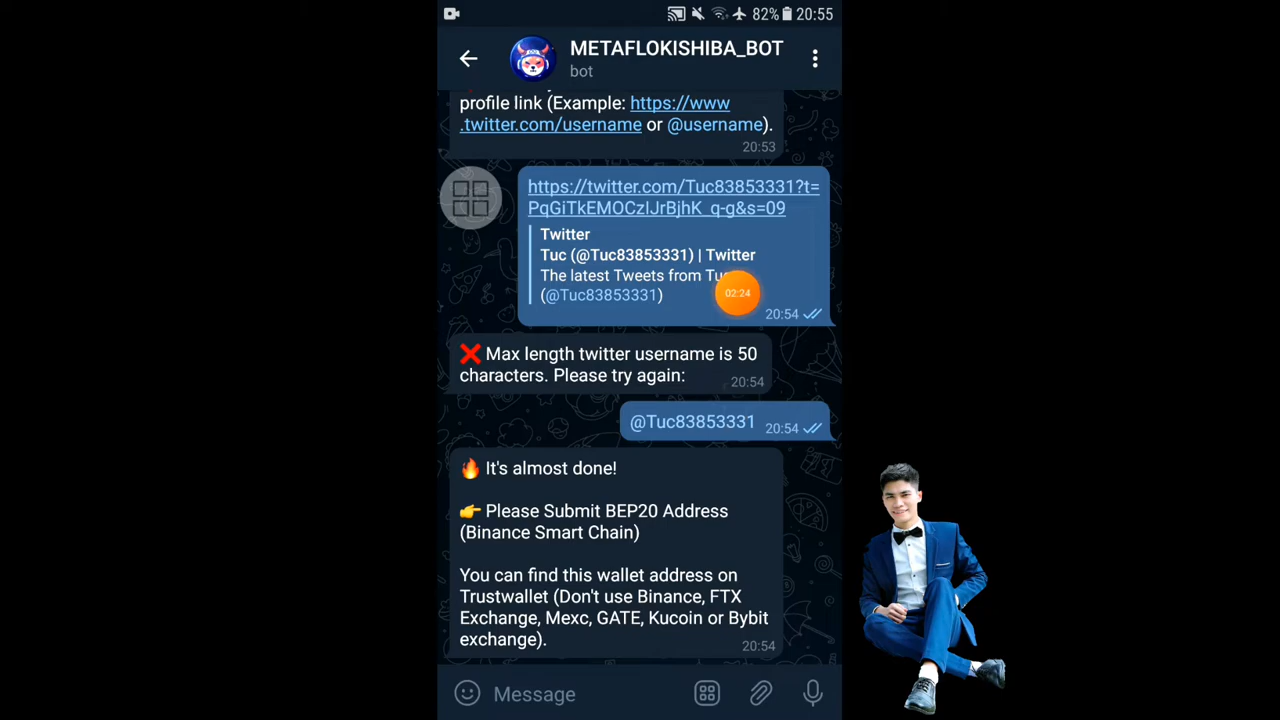 82% 20:55
METAFLOKISHIBA_BOT
bot
profile link (Example: https://www
.twitter.com/username or @username).
20:53
https://twitter.com/Tuc83853331?t=
PqGiTkEMOCzIJrBjhK_q-g&s=09
Twitter
Tuc (@Tuc83853331) | Twitter
The latest Tweets from Tuc
(@Tuc83853331)
02:24
20:54
❌ Max length twitter username is 50
characters. Please try again:
20:54
@Tuc83853331 20:54
🔥 It's almost done!
👉 Please Submit BEP20 Address
(Binance Smart Chain)
You can find this wallet address on
Trustwallet (Don't use Binance, FTX
Exchange, Mexc, GATE, Kucoin or Bybit
exchange).
20:54
Message